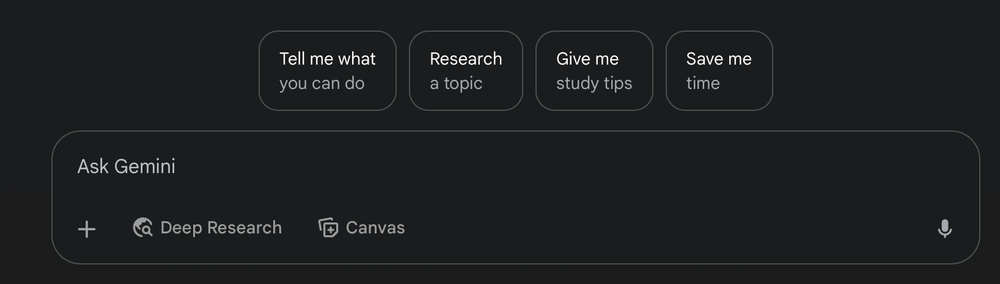 Tell me what
you can do
Research
a topic
Give me
study tips
Save me
time
Ask Gemini
Deep Research
Canvas